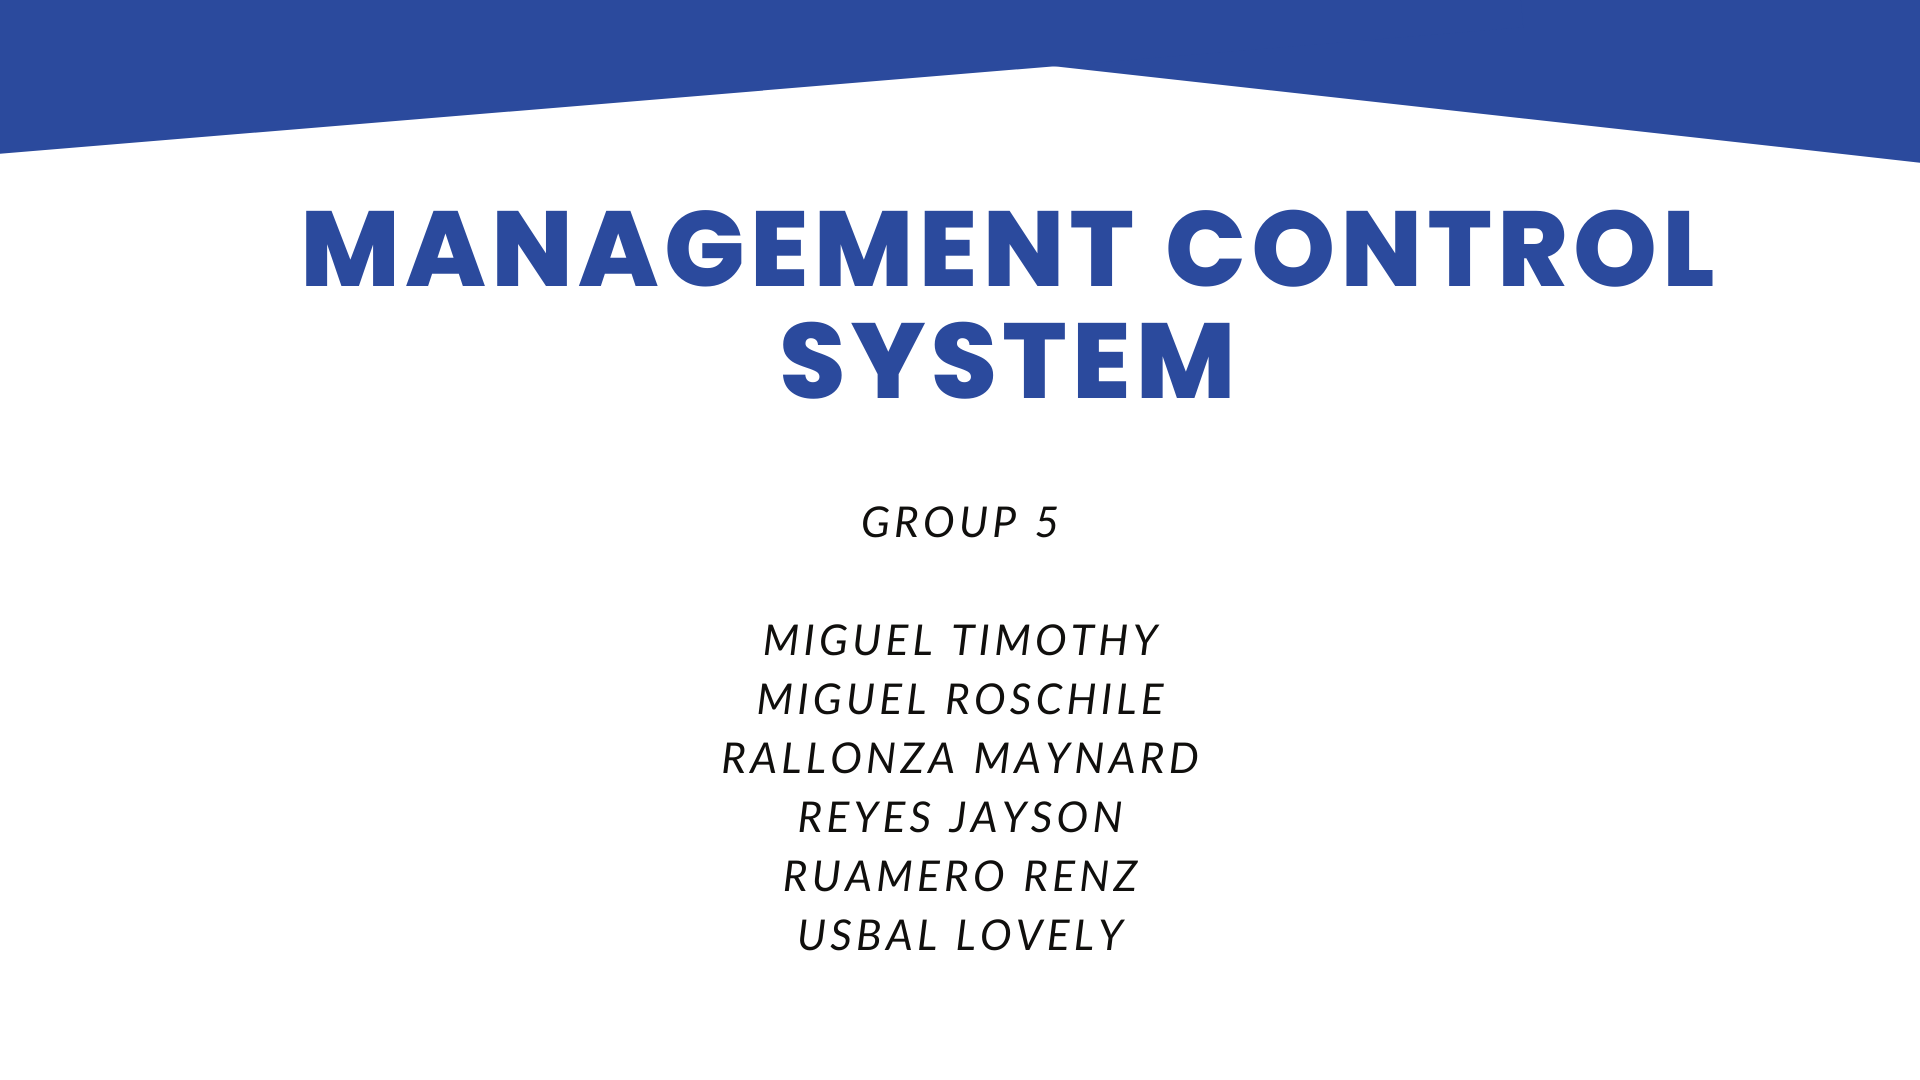 MANAGEMENT CONTROL
SYSTEM
GROUP 5
MIGUEL TIMOTHY
MIGUEL ROSCHILE
RALLONZA MAYNARD
REYES JAYSON
RUAMERO RENZ
USBAL LOVELY